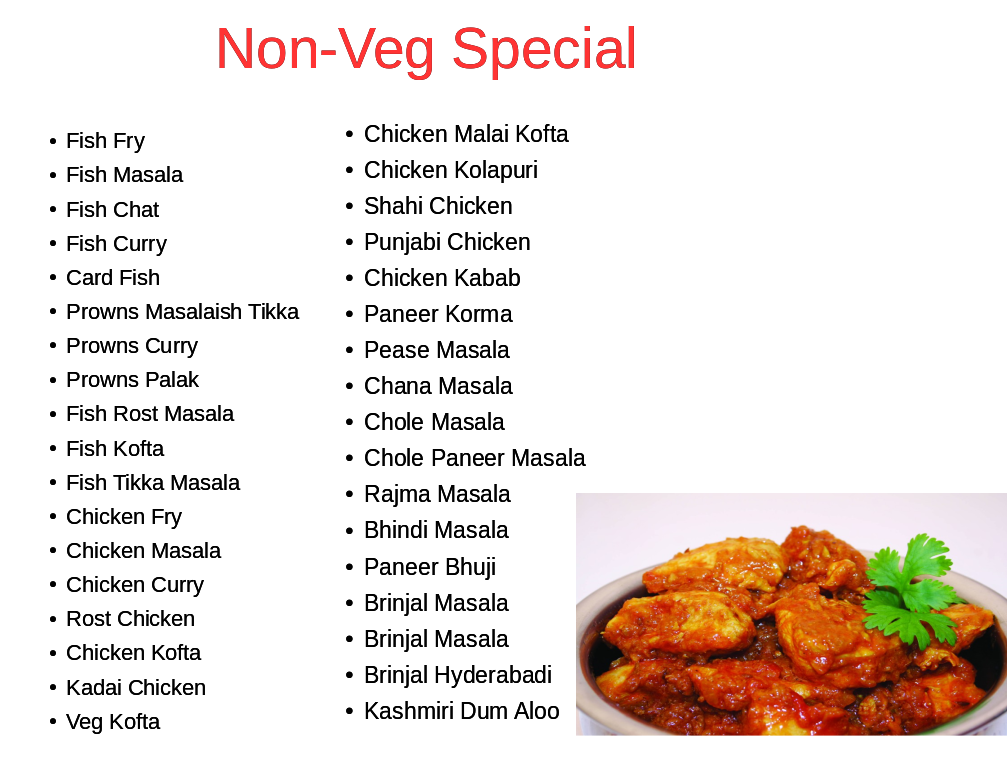 Non-Veg Special
• Fish Fry
• Fish Masala
• Fish Chat
• Fish Curry
• Card Fish
• Prowns Masalaish Tikka
• Prowns Curry
• Prowns Palak
• Fish Rost Masala
• Fish Kofta
• Fish Tikka Masala
• Chicken Fry
• Chicken Masala
• Chicken Curry
• Rost Chicken
• Chicken Kofta
• Kadai Chicken
• Veg Kofta
• Chicken Malai Kofta
• Chicken Kolapuri
• Shahi Chicken
• Punjabi Chicken
• Chicken Kabab
• Paneer Korma
• Pease Masala
• Chana Masala
• Chole Masala
• Chole Paneer Masala
• Rajma Masala
• Bhindi Masala
• Paneer Bhuji
• Brinjal Masala
• Brinjal Masala
• Brinjal Hyderabadi
• Kashmiri Dum Aloo